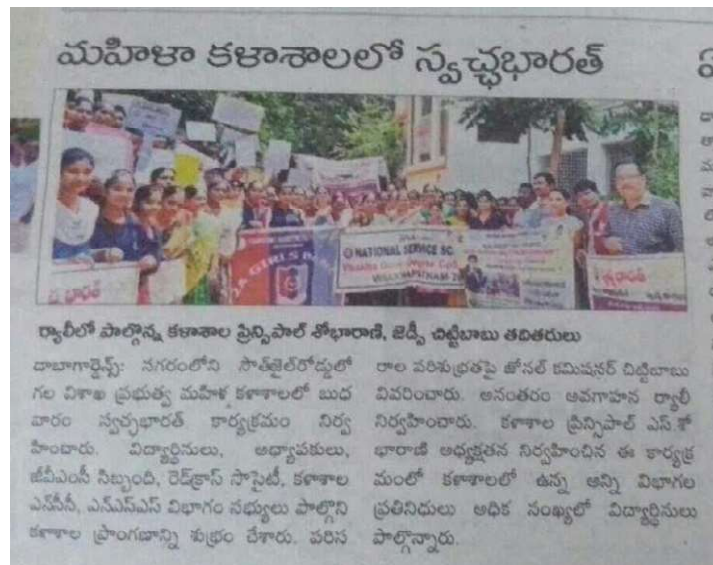 మహిళా కళాశాలలో స్వచ్ఛభారత్
NATIONAL SERVICE SC
GIRLS
ర్యాలీలో పాల్గొన్న కళాశాల ప్రిన్సిపాల్ శోభారాణి, జెడ్సీ చిట్టిబాబు తదితరులు
డాబాగార్డెన్స్: నగరంలోని సౌత్‌జైల్‌రోడ్డులో
గల విశాఖ ప్రభుత్వ మహిళ కళాశాలలో బుధ
వారం స్వచ్ఛభారత్ కార్యక్రమం నిర్వ
హించారు. విద్యార్థినులు, అధ్యాపకులు,
జీవీఎంసీ సిబ్బంది, రెడ్‌క్రాస్ సొసైటీ, కళాశాల
ఎన్‌సీసీ, ఎన్ఎస్ఎస్ విభాగం సభ్యులు పాల్గొని
కళాశాల ప్రాంగణాన్ని శుభ్రం చేశారు. పరిస
రాల పరిశుభ్రతపై జోనల్ కమిషనర్ చిట్టిబాబు
వివరించారు. అనంతరం అవగాహన ర్యాలీ
నిర్వహించారు. కళాశాల ప్రిన్సిపాల్ ఎస్.శో
భారాణి అధ్యక్షతన నిర్వహించిన ఈ కార్యక్ర
మంలో కళాశాలలో ఉన్న అన్ని విభాగల
ప్రతినిధులు అధిక సంఖ్యలో విద్యార్థినులు
పాల్గొన్నారు.